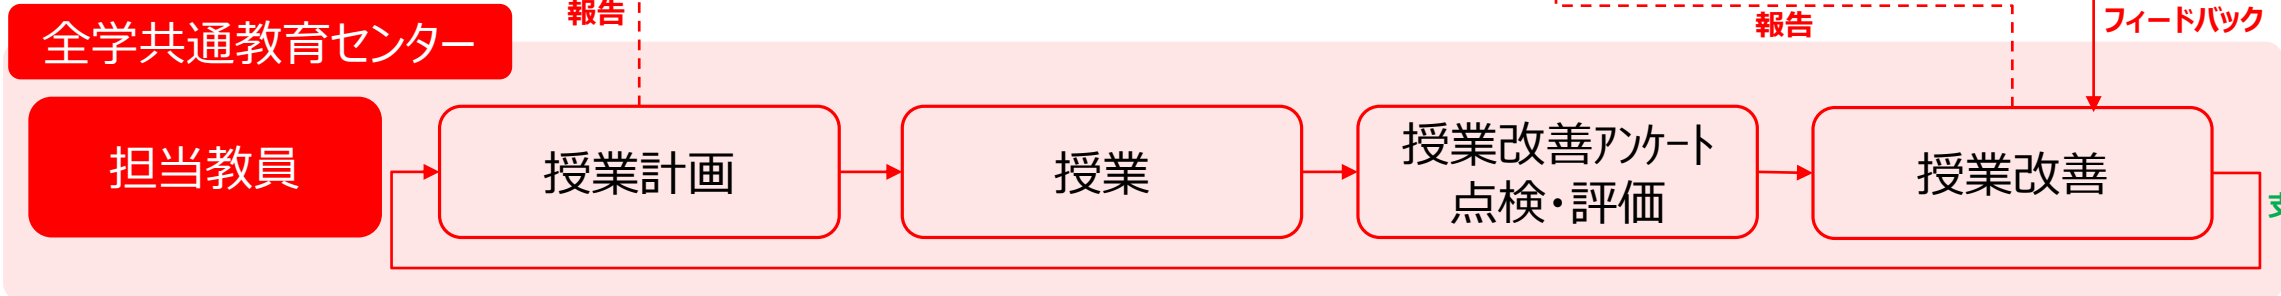 報告
報告
フィードバック
全学共通教育センター
担当教員
授業計画
授業
授業改善アンケート
点検・評価
授業改善